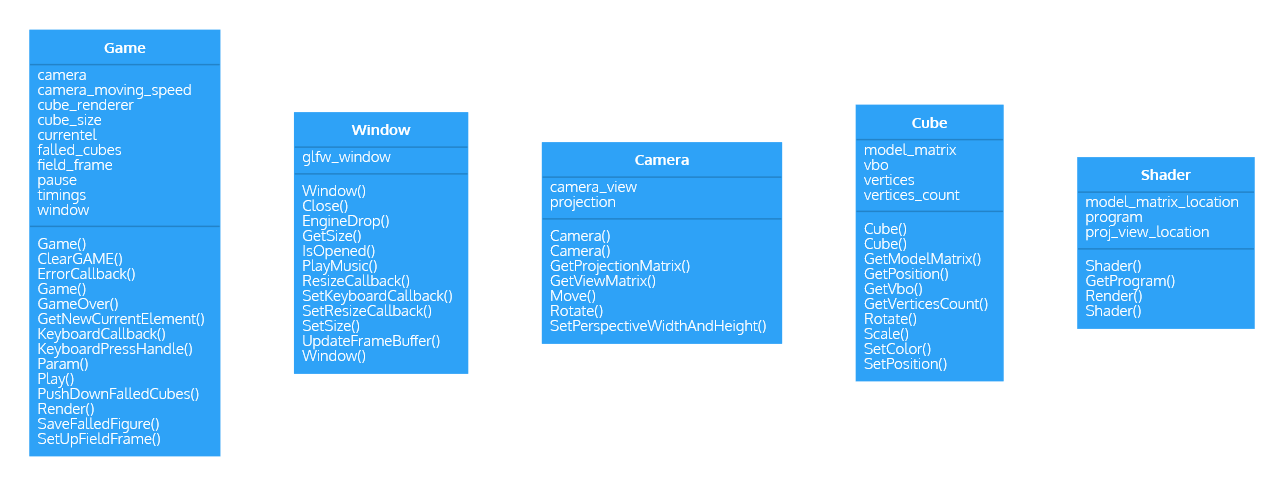 Game
camera
camera_moving_speed
cube_renderer
cube_size
currentel
falled_cubes
field_frame
pause
timings
window
Game()
ClearGAME()
ErrorCallback()
Game()
GameOver()
GetNewCurrentElement()
KeyboardCallback()
KeyboardPressHandle()
Param()
Play()
PushDownFalledCubes()
Render()
SaveFalledFigure()
SetUpFieldFrame()
Window
glfw_window
Window()
Close()
EngineDrop()
GetSize()
IsOpened()
PlayMusic()
ResizeCallback()
SetKeyboardCallback()
SetResizeCallback()
SetSize()
UpdateFrameBuffer()
Window()
Camera
camera_view
projection
Camera()
Camera()
GetProjectionMatrix()
GetViewMatrix()
Move()
Rotate()
SetPerspectiveWidthAndHeight()
Cube
model_matrix
vbo
vertices
vertices_count
Cube()
Cube()
GetModelMatrix()
GetPosition()
GetVbo()
GetVerticesCount()
Rotate()
Scale()
SetColor()
SetPosition()
Shader
model_matrix_location
program
proj_view_location
Shader()
GetProgram()
Render()
Shader()